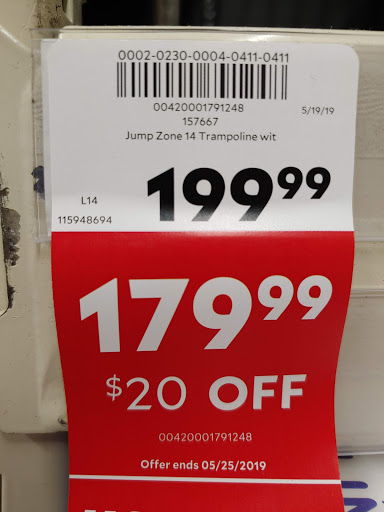 0002-0230-0004-0411-0411
00420001791248
5/19/19
157667
Jump Zone 14 Trampoline wit
199.99
L14
115948694
179.99
$20 OFF
00420001791248
Offer ends 05/25/2019